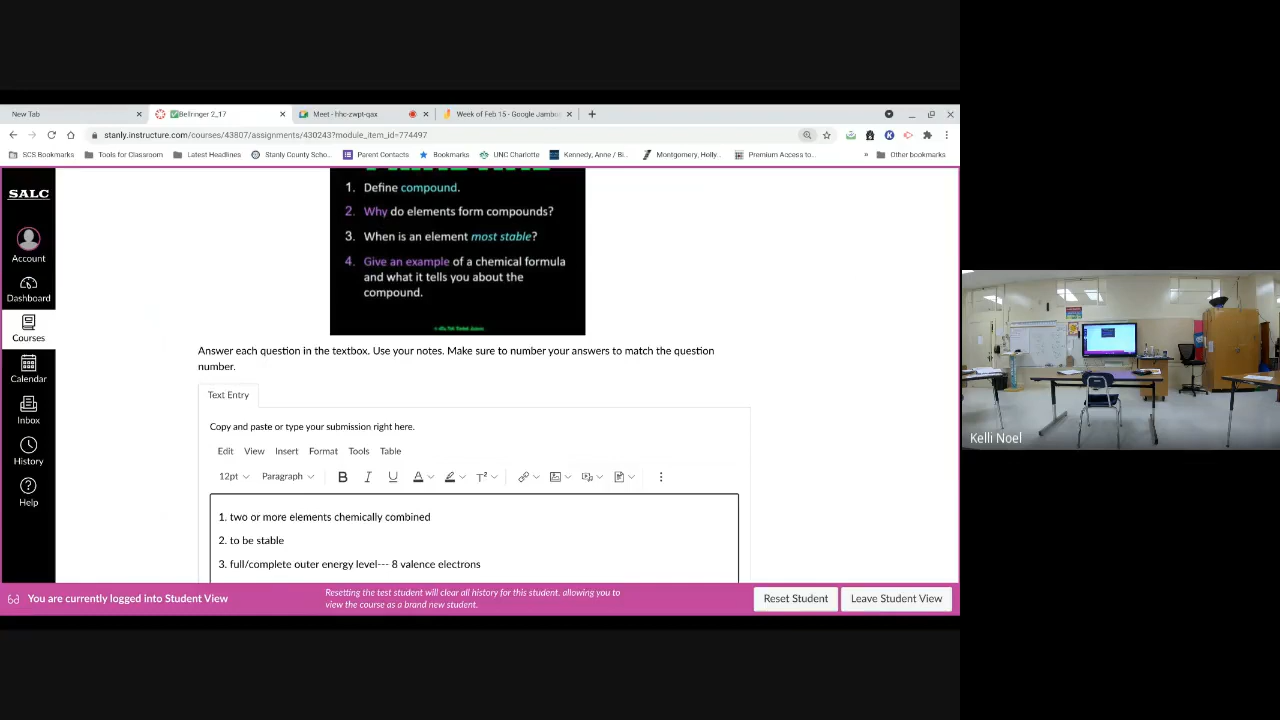 New Tab
Bellringer 2_17
Meet - hhc-zwpt-qax
Week of Feb 15 - Google Jambo
stanly.instructure.com/courses/43807/assignments/430243?module_item_id=774497
SCS Bookmarks
Tools for Classroom
Latest Headlines
Stanly County Scho...
Parent Contacts
Bookmarks
UNC Charlotte
Kennedy, Anne / Bi...
Montgomery, Holly...
Premium Access to...
»
Other bookmarks
SALC
Account
Dashboard
Courses
Calendar
Inbox
History
Help
1. Define compound.
2. Why do elements form compounds?
3. When is an element most stable?
4. Give an example of a chemical formula
and what it tells you about the
compound.
Answer each question in the textbox. Use your notes. Make sure to number your answers to match the question
number.
Text Entry
Copy and paste or type your submission right here.
Edit View Insert Format Tools Table
12pt Paragraph B I U A T²
1. two or more elements chemically combined
2. to be stable
3. full/complete outer energy level--- 8 valence electrons
You are currently logged into Student View
Resetting the test student will clear all history for this student, allowing you to
view the course as a brand new student.
Reset Student
Leave Student View
Kelli Noel